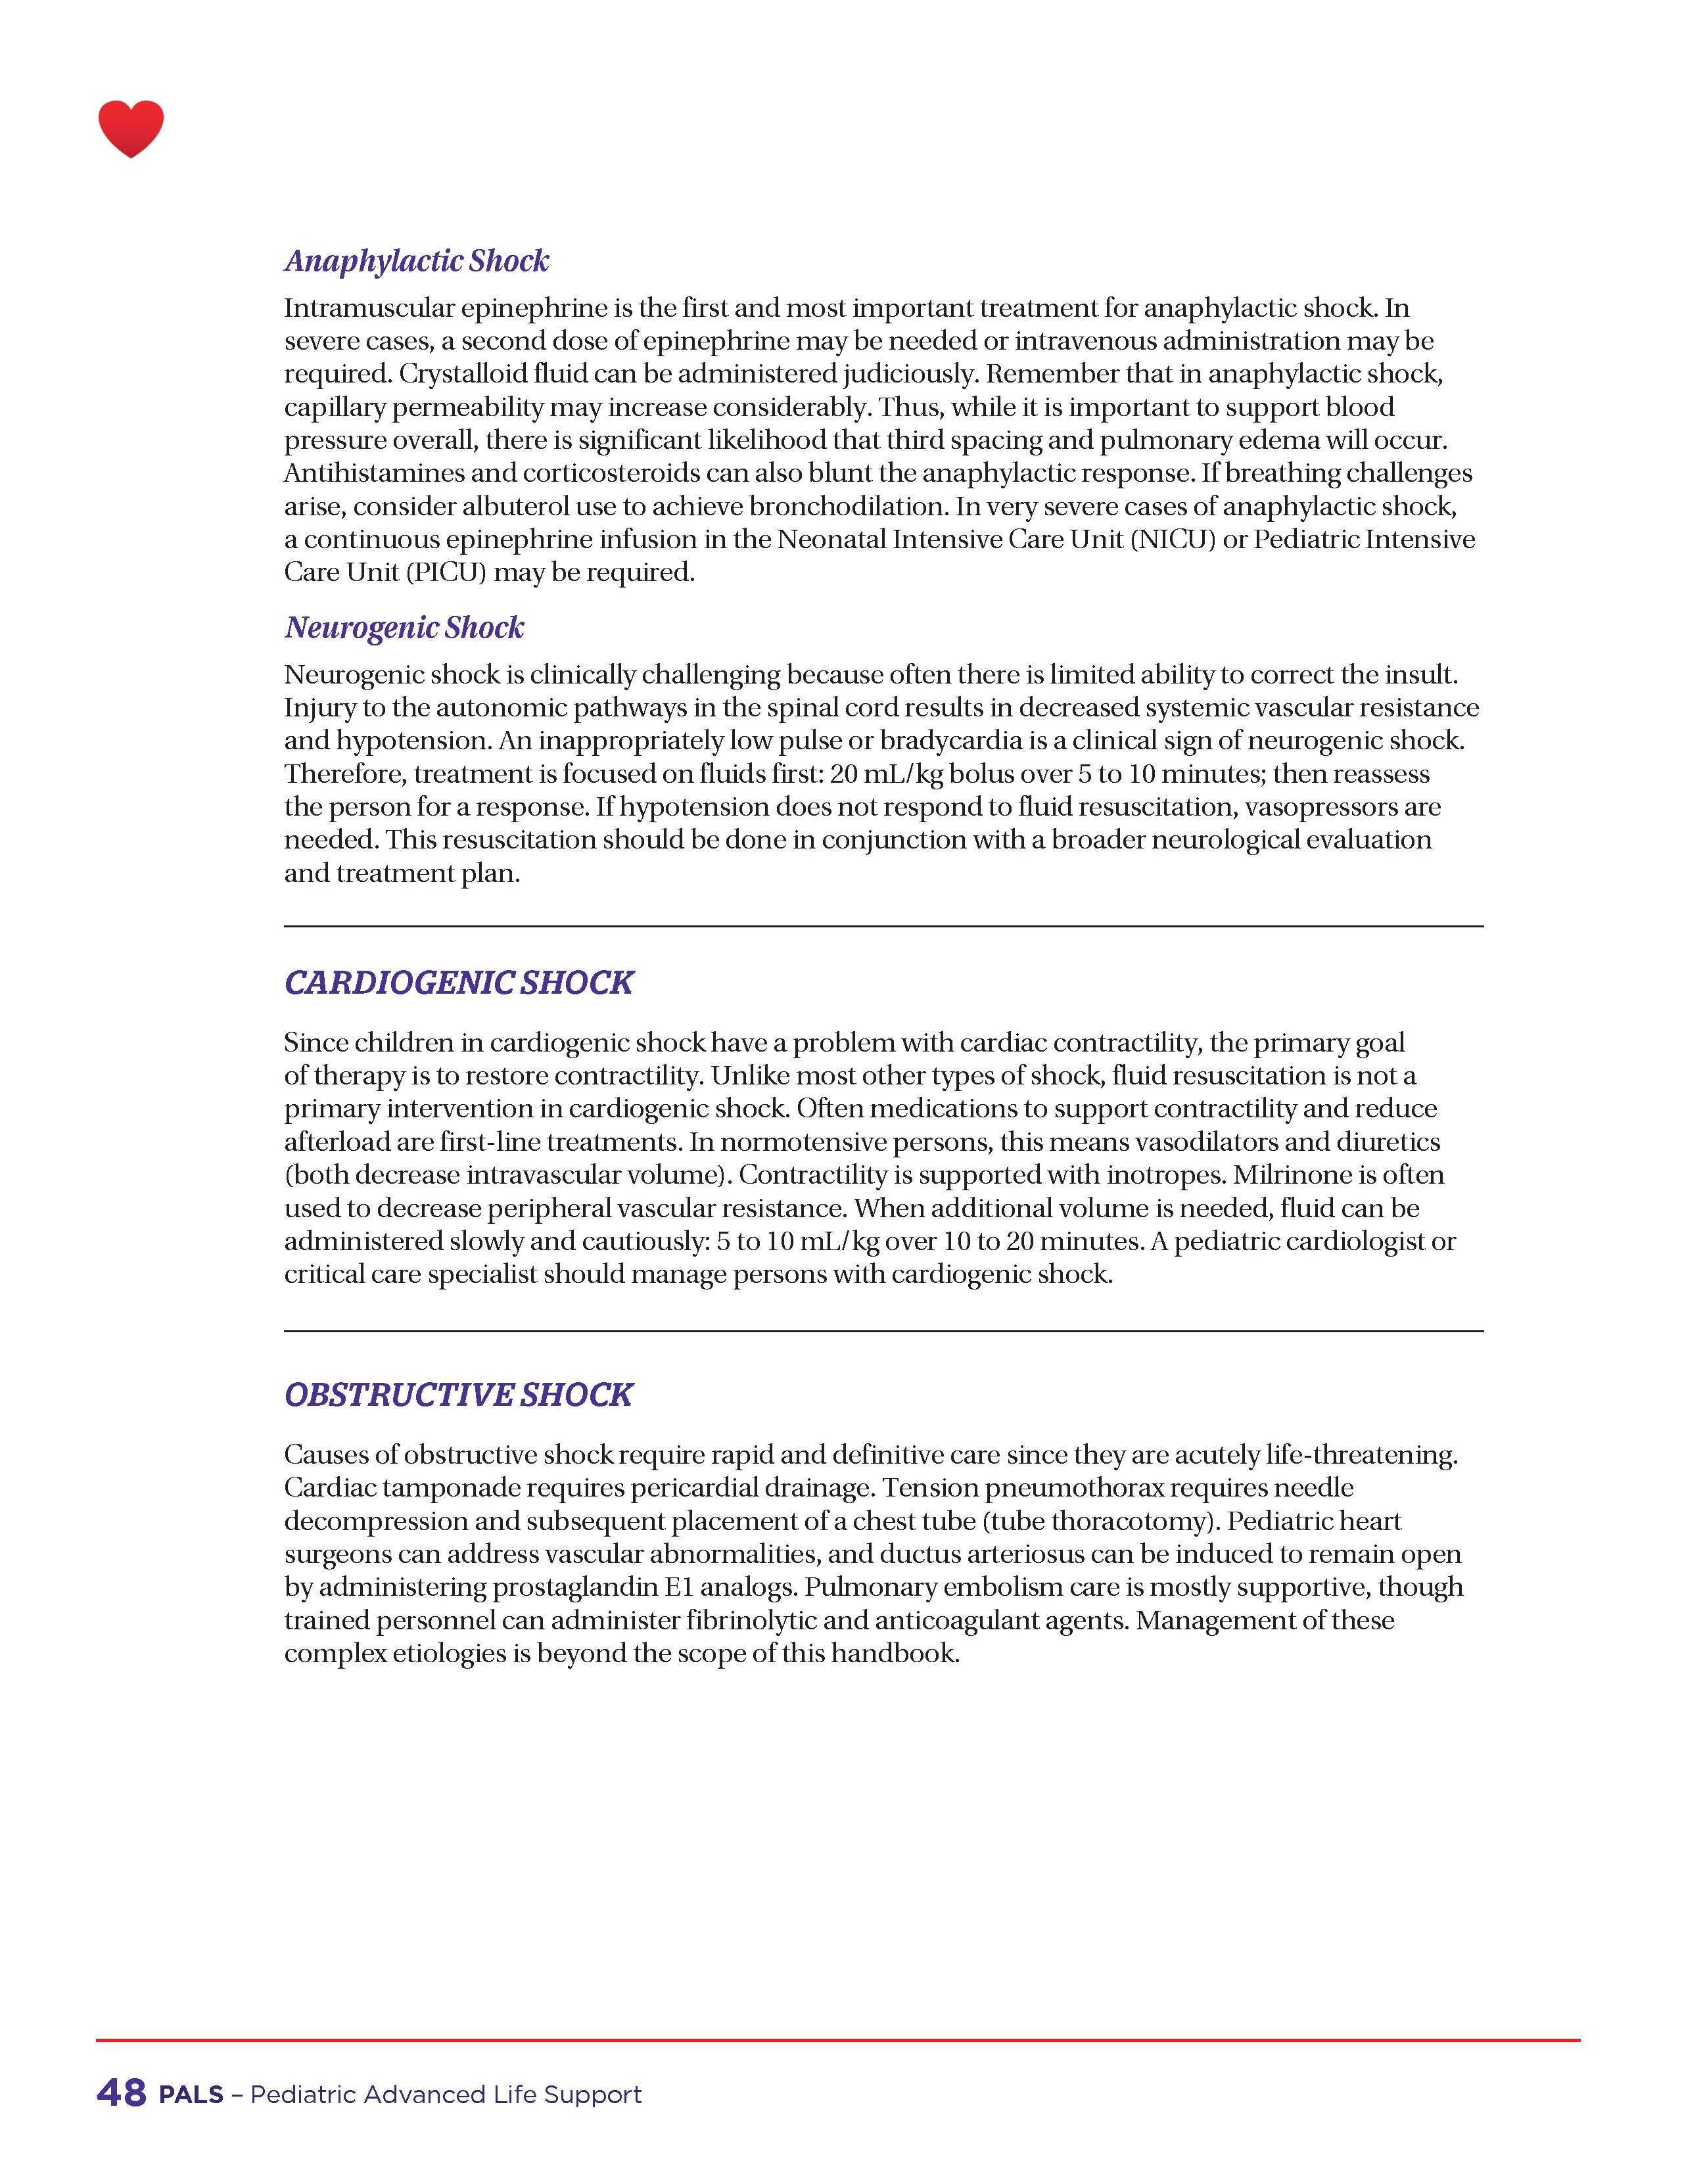 Anaphylactic Shock
Intramuscular epinephrine is the first and most important treatment for anaphylactic shock. In
severe cases, a second dose of epinephrine may be needed or intravenous administration may be
required. Crystalloid fluid can be administered judiciously. Remember that in anaphylactic shock,
capillary permeability may increase considerably. Thus, while it is important to support blood
pressure overall, there is significant likelihood that third spacing and pulmonary edema will occur.
Antihistamines and corticosteroids can also blunt the anaphylactic response. If breathing challenges
arise, consider albuterol use to achieve bronchodilation. In very severe cases of anaphylactic shock,
a continuous epinephrine infusion in the Neonatal Intensive Care Unit (NICU) or Pediatric Intensive
Care Unit (PICU) may be required.
Neurogenic Shock
Neurogenic shock is clinically challenging because often there is limited ability to correct the insult.
Injury to the autonomic pathways in the spinal cord results in decreased systemic vascular resistance
and hypotension. An inappropriately low pulse or bradycardia is a clinical sign of neurogenic shock.
Therefore, treatment is focused on fluids first: 20 mL/kg bolus over 5 to 10 minutes; then reassess
the person for a response. If hypotension does not respond to fluid resuscitation, vasopressors are
needed. This resuscitation should be done in conjunction with a broader neurological evaluation
and treatment plan.
CARDIOGENIC SHOCK
Since children in cardiogenic shock have a problem with cardiac contractility, the primary goal
of therapy is to restore contractility. Unlike most other types of shock, fluid resuscitation is not a
primary intervention in cardiogenic shock. Often medications to support contractility and reduce
afterload are first-line treatments. In normotensive persons, this means vasodilators and diuretics
(both decrease intravascular volume). Contractility is supported with inotropes. Milrinone is often
used to decrease peripheral vascular resistance. When additional volume is needed, fluid can be
administered slowly and cautiously: 5 to 10 mL/kg over 10 to 20 minutes. A pediatric cardiologist or
critical care specialist should manage persons with cardiogenic shock.
OBSTRUCTIVE SHOCK
Causes of obstructive shock require rapid and definitive care since they are acutely life-threatening.
Cardiac tamponade requires pericardial drainage. Tension pneumothorax requires needle
decompression and subsequent placement of a chest tube (tube thoracotomy). Pediatric heart
surgeons can address vascular abnormalities, and ductus arteriosus can be induced to remain open
by administering prostaglandin E1 analogs. Pulmonary embolism care is mostly supportive, though
trained personnel can administer fibrinolytic and anticoagulant agents. Management of these
complex etiologies is beyond the scope of this handbook.
48 PALS – Pediatric Advanced Life Support